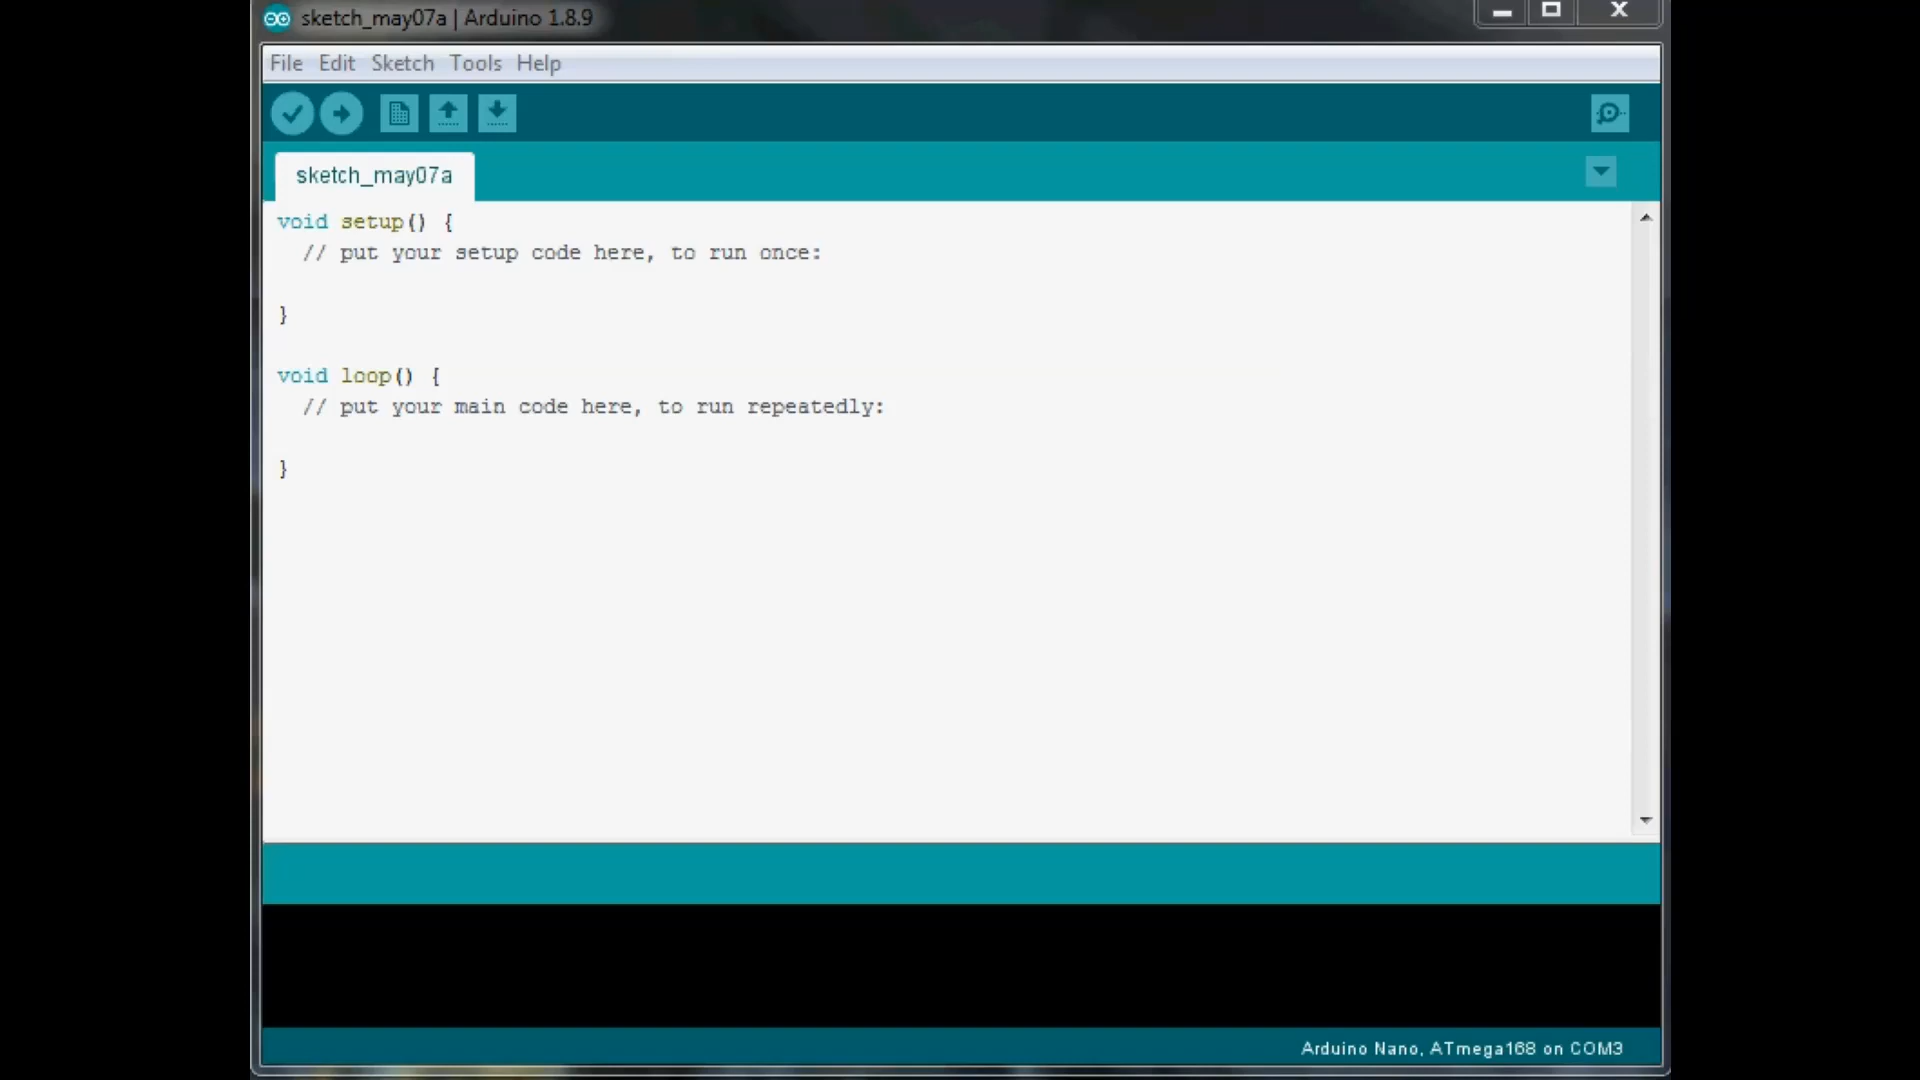 sketch_may07a | Arduino 1.8.9
File Edit Sketch Tools Help
sketch_may07a
void setup() {
  // put your setup code here, to run once:
}
void loop() {
  // put your main code here, to run repeatedly:
}
Arduino Nano, ATmega168 on COM3